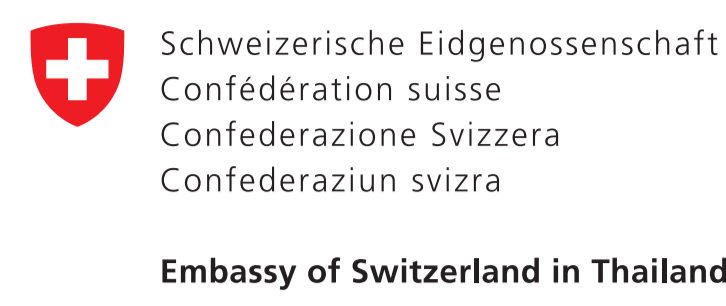 Schweizerische Eidgenossenschaft
Confédération suisse
Confederazione Svizzera
Confederaziun svizra
Embassy of Switzerland in Thailand